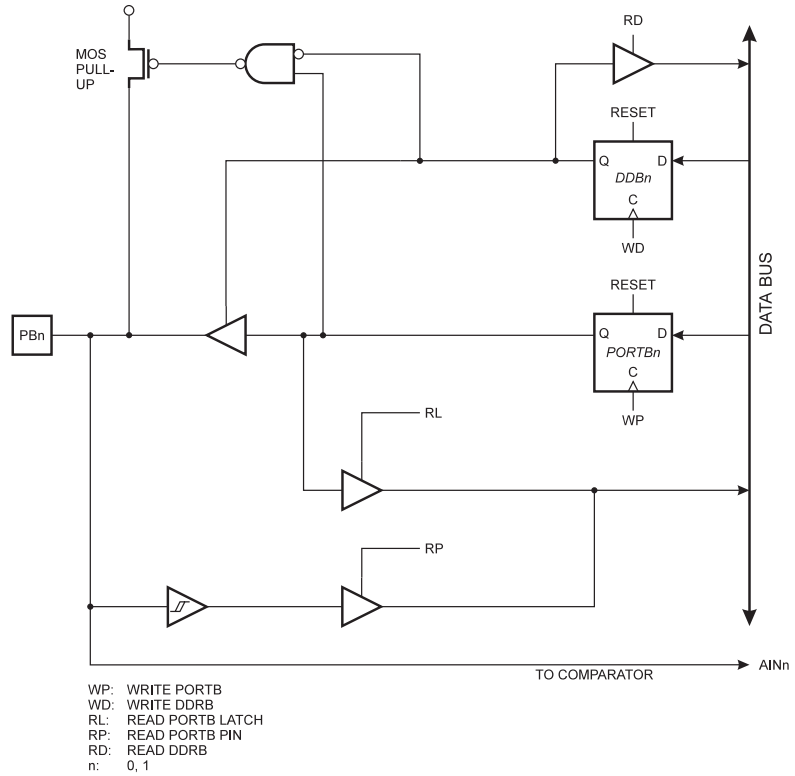 RD
MOS
PULL-
UP
RESET
Q
D
DDBn
C
WD
DATA BUS
RESET
PBn
Q
D
PORTBn
C
WP
RL
RP
TO COMPARATOR
AINn
WP: WRITE PORTB
WD: WRITE DDRB
RL: READ PORTB LATCH
RP: READ PORTB PIN
RD: READ DDRB
n: 0, 1